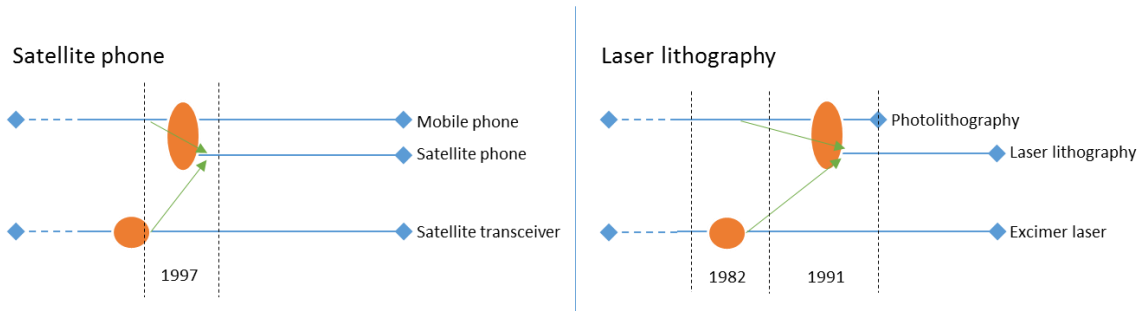 Satellite phone
Mobile phone
Satellite phone
Satellite transceiver
1997
Laser lithography
Photolithography
Laser lithography
Excimer laser
1982
1991